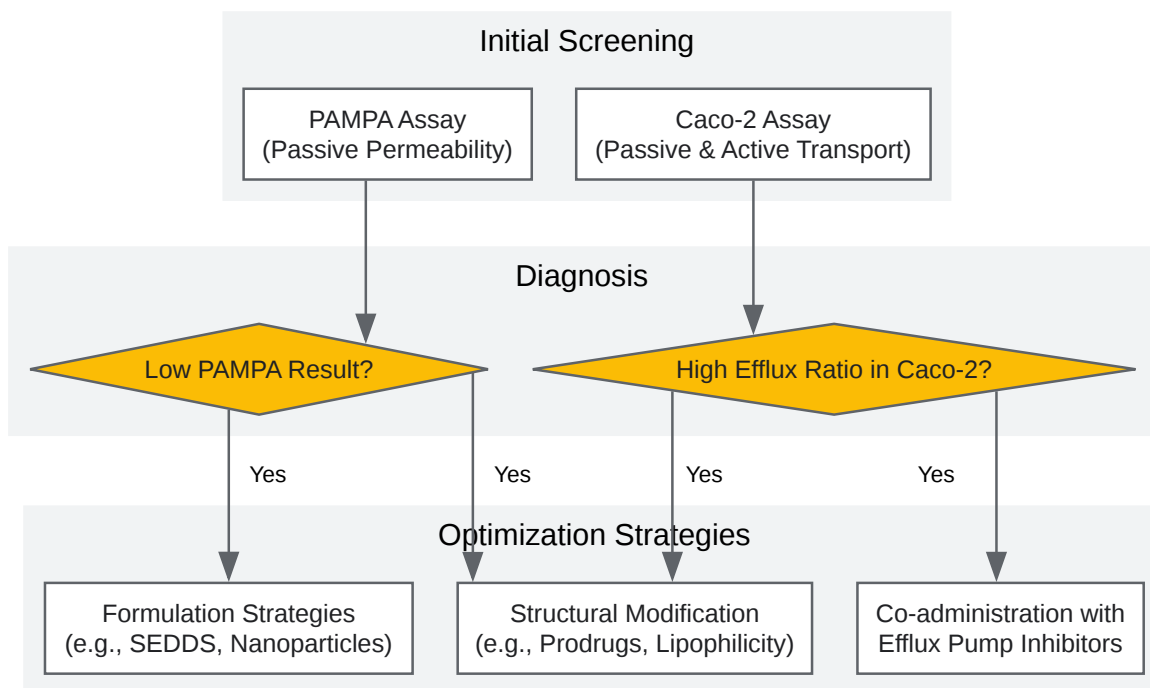 Initial Screening
PAMPA Assay
(Passive Permeability)
Caco-2 Assay
(Passive & Active Transport)
Diagnosis
Low PAMPA Result?
High Efflux Ratio in Caco-2?
Yes
Yes
Yes
Yes
Optimization Strategies
Formulation Strategies
(e.g., SEDDS, Nanoparticles)
Structural Modification
(e.g., Prodrugs, Lipophilicity)
Co-administration with
Efflux Pump Inhibitors